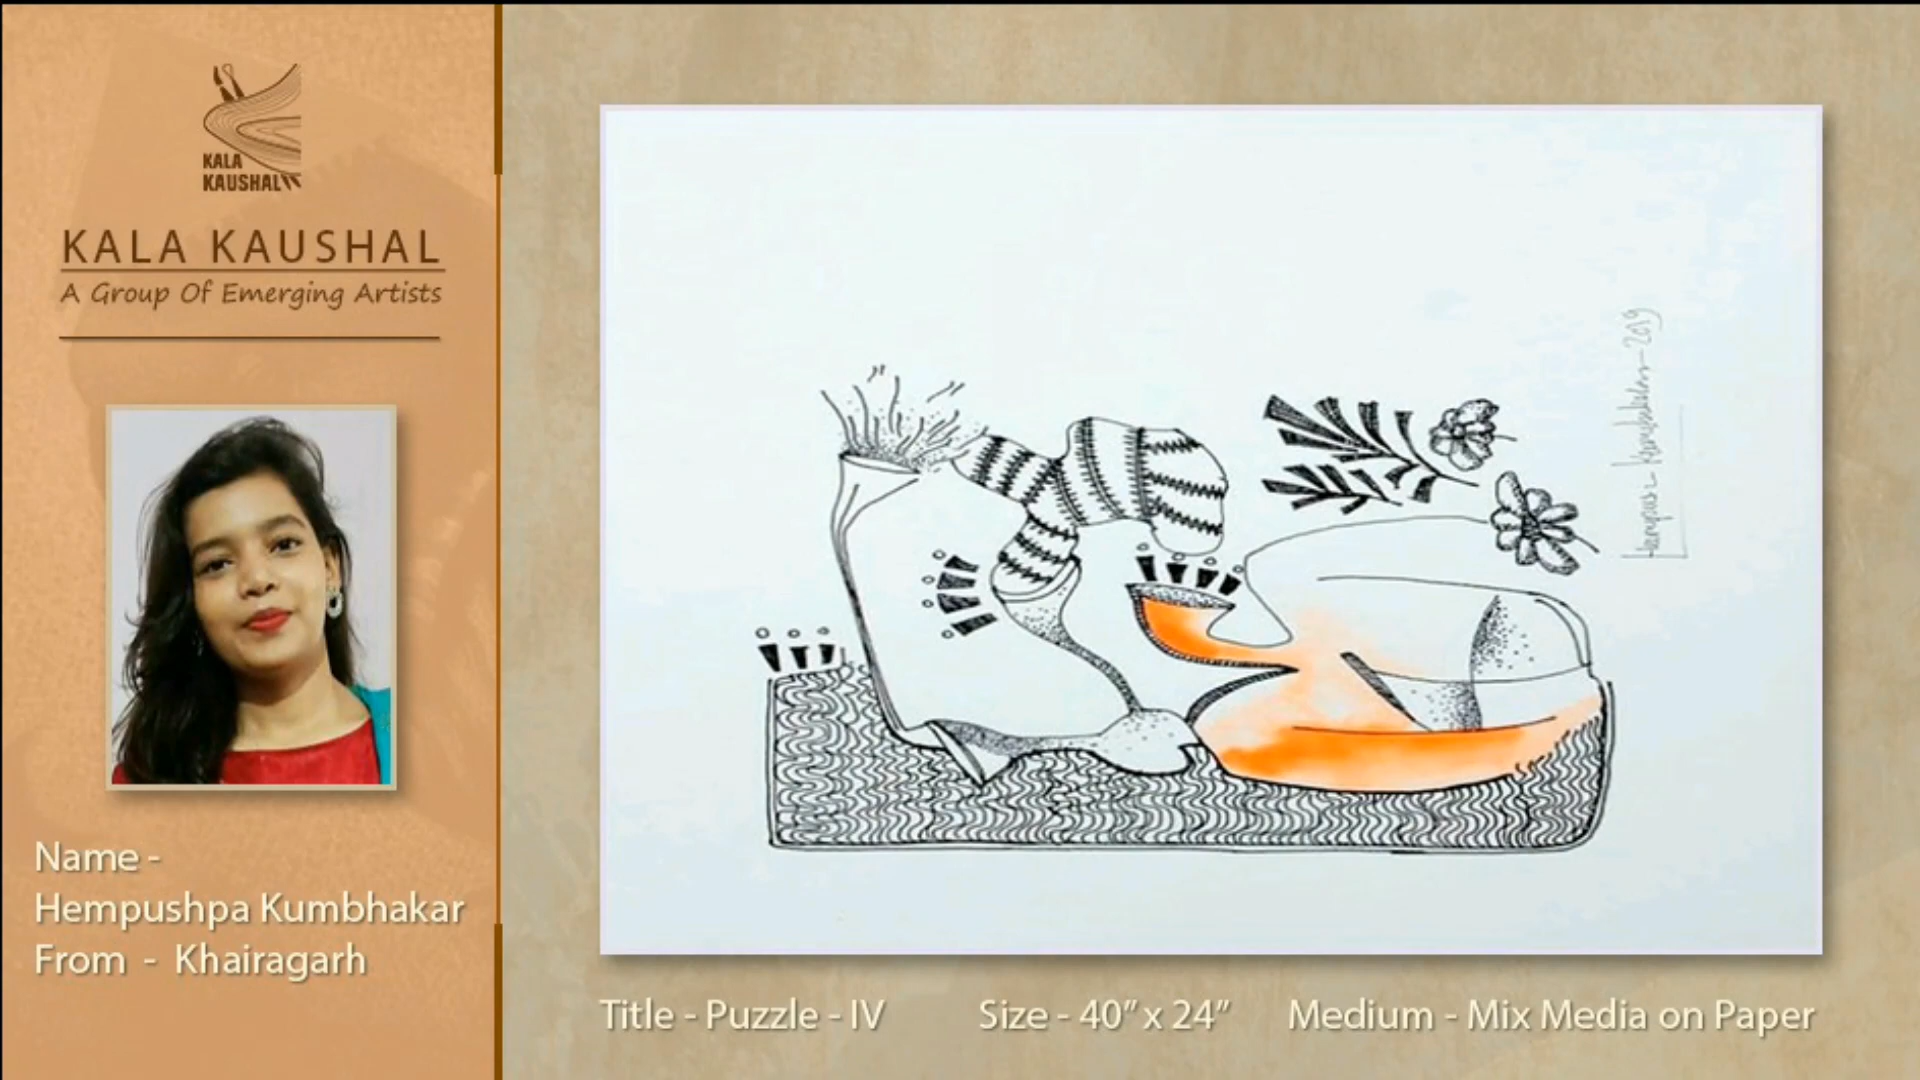 KALA
KAUSHAL
KALA KAUSHAL
A Group Of Emerging Artists
Name -
Hempushpa Kumbhakar
From - Khairagarh
2019
Title - Puzzle - IV Size - 40” x 24” Medium - Mix Media on Paper